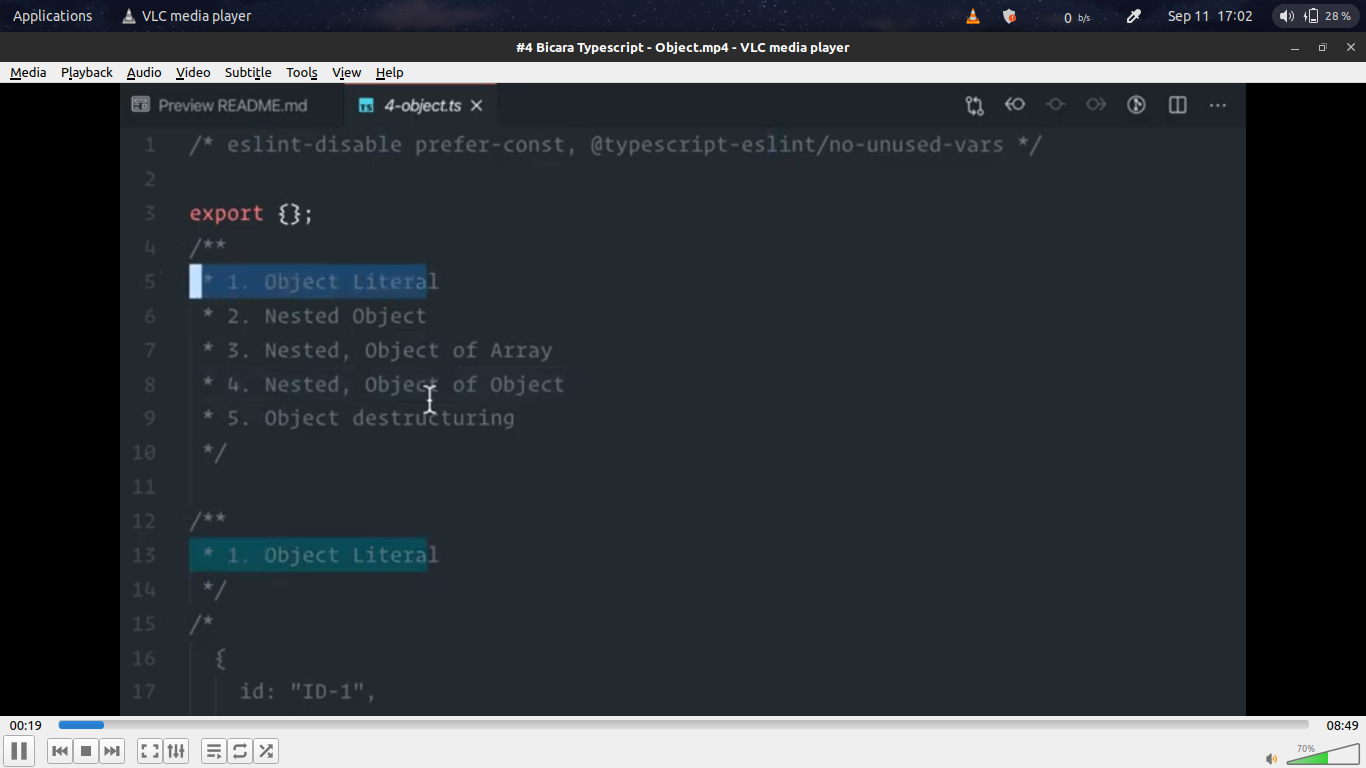 Applications VLC media player 0 b/s Sep 11 17:02 28 %
#4 Bicara Typescript - Object.mp4 - VLC media player
Media Playback Audio Video Subtitle Tools View Help
Preview README.md TS 4-object.ts
1 /* eslint-disable prefer-const, @typescript-eslint/no-unused-vars */
2
3 export {};
4 /**
5 * 1. Object Literal
6 * 2. Nested Object
7 * 3. Nested, Object of Array
8 * 4. Nested, Object of Object
9 * 5. Object destructuring
10 */
11
12 /**
13 * 1. Object Literal
14 */
15 /*
16 {
17 id: "ID-1",
00:19 08:49
70%